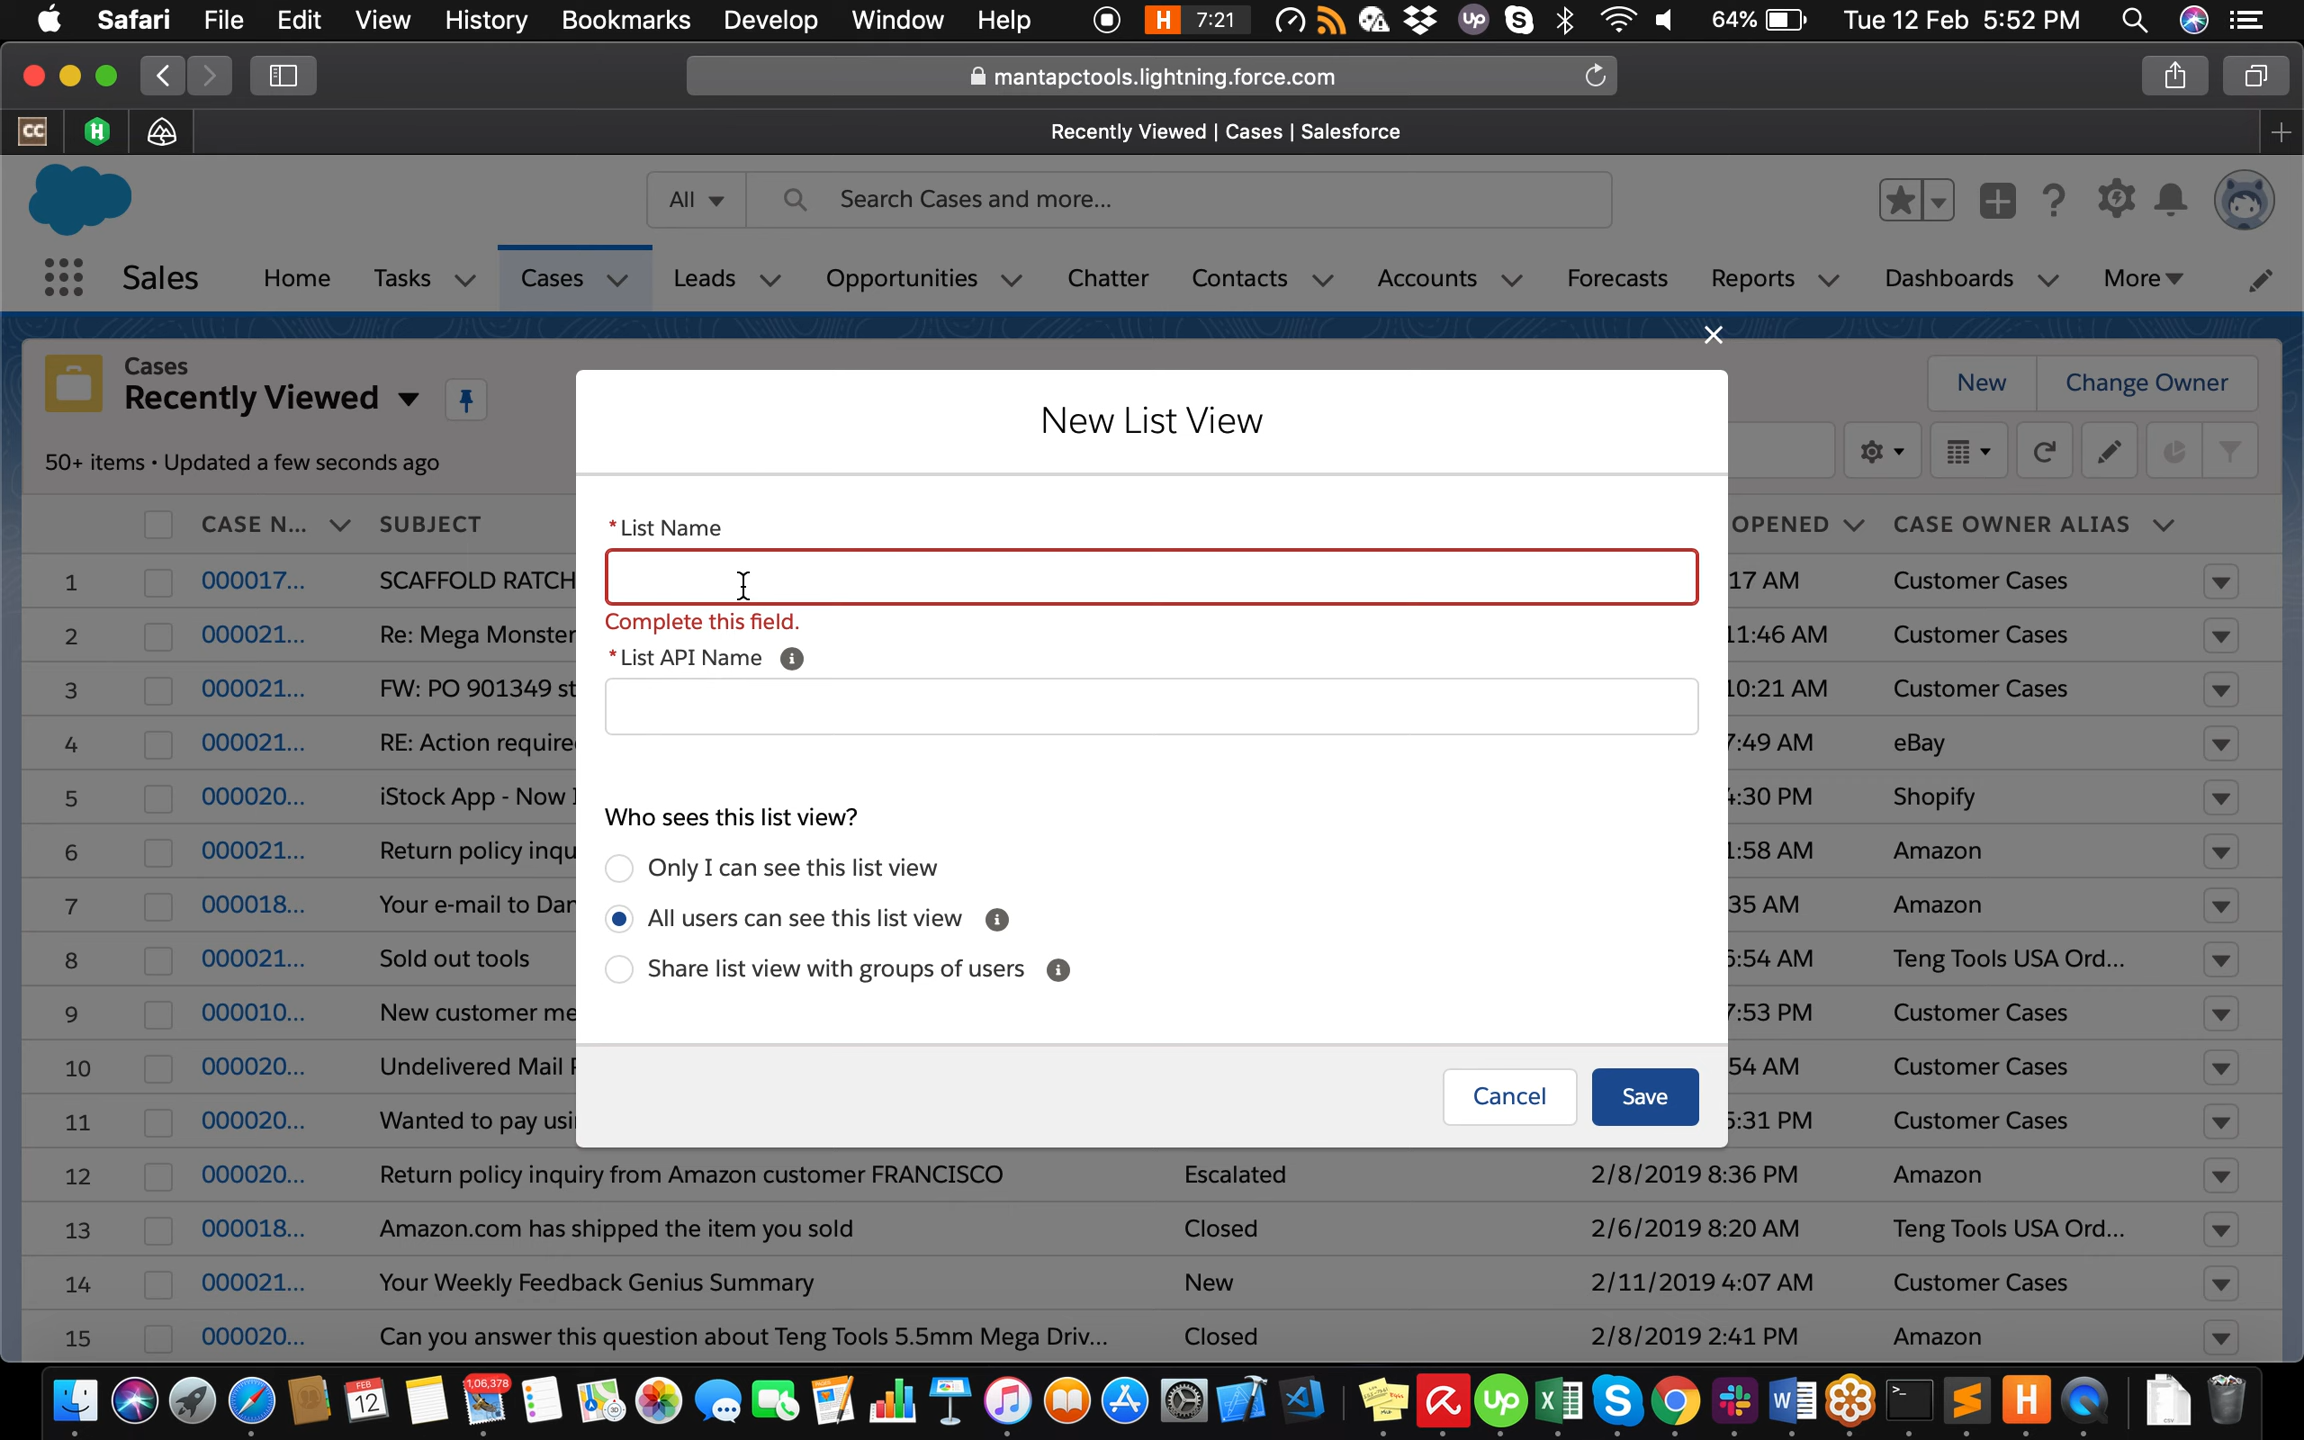 Safari File Edit View History Bookmarks Develop Window Help H 7:21 Up S 64% Tue 12 Feb 5:52 PM
mantapctools.lightning.force.com
CC H Recently Viewed | Cases | Salesforce
All Search Cases and more...
Sales Home Tasks Cases Leads Opportunities Chatter Contacts Accounts Forecasts Reports Dashboards More
Cases
Recently Viewed
New Change Owner
50+ items • Updated a few seconds ago
CASE N... SUBJECT OPENED CASE OWNER ALIAS
1 000017... SCAFFOLD RATCH 17 AM Customer Cases
2 000021... Re: Mega Monster 11:46 AM Customer Cases
3 000021... FW: PO 901349 st 10:21 AM Customer Cases
4 000021... RE: Action require 7:49 AM eBay
5 000020... iStock App - Now 4:30 PM Shopify
6 000021... Return policy inqu 1:58 AM Amazon
7 000018... Your e-mail to Dar 35 AM Amazon
8 000021... Sold out tools 6:54 AM Teng Tools USA Ord...
9 000010... New customer me 7:53 PM Customer Cases
10 000020... Undelivered Mail 54 AM Customer Cases
11 000020... Wanted to pay usi 5:31 PM Customer Cases
12 000020... Return policy inquiry from Amazon customer FRANCISCO Escalated 2/8/2019 8:36 PM Amazon
13 000018... Amazon.com has shipped the item you sold Closed 2/6/2019 8:20 AM Teng Tools USA Ord...
14 000021... Your Weekly Feedback Genius Summary New 2/11/2019 4:07 AM Customer Cases
15 000020... Can you answer this question about Teng Tools 5.5mm Mega Driv... Closed 2/8/2019 2:41 PM Amazon
New List View
*List Name
Complete this field.
*List API Name
Who sees this list view?
Only I can see this list view
All users can see this list view
Share list view with groups of users
Cancel Save
FEB
12
1,06,378